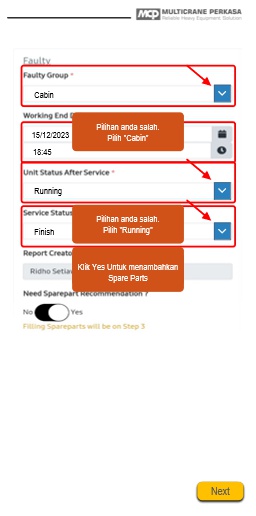 MCP MULTICRANE PERKASA
Reliable Heavy Equipment Solution
Faulty
Faulty Group *
Cabin
Working End D
15/12/2023
18:45
Pilihan anda salah.
Pilih "Cabin"
Unit Status After Service *
Running
Service Status
Finish
Pilihan anda salah.
Pilih "Running"
Report Creato
Ridho Setia
Klik Yes Untuk menambahkan
Spare Parts
Need Sparepart Recommendation ?
No Yes
Filling Spareparts will be on Step 3
Next